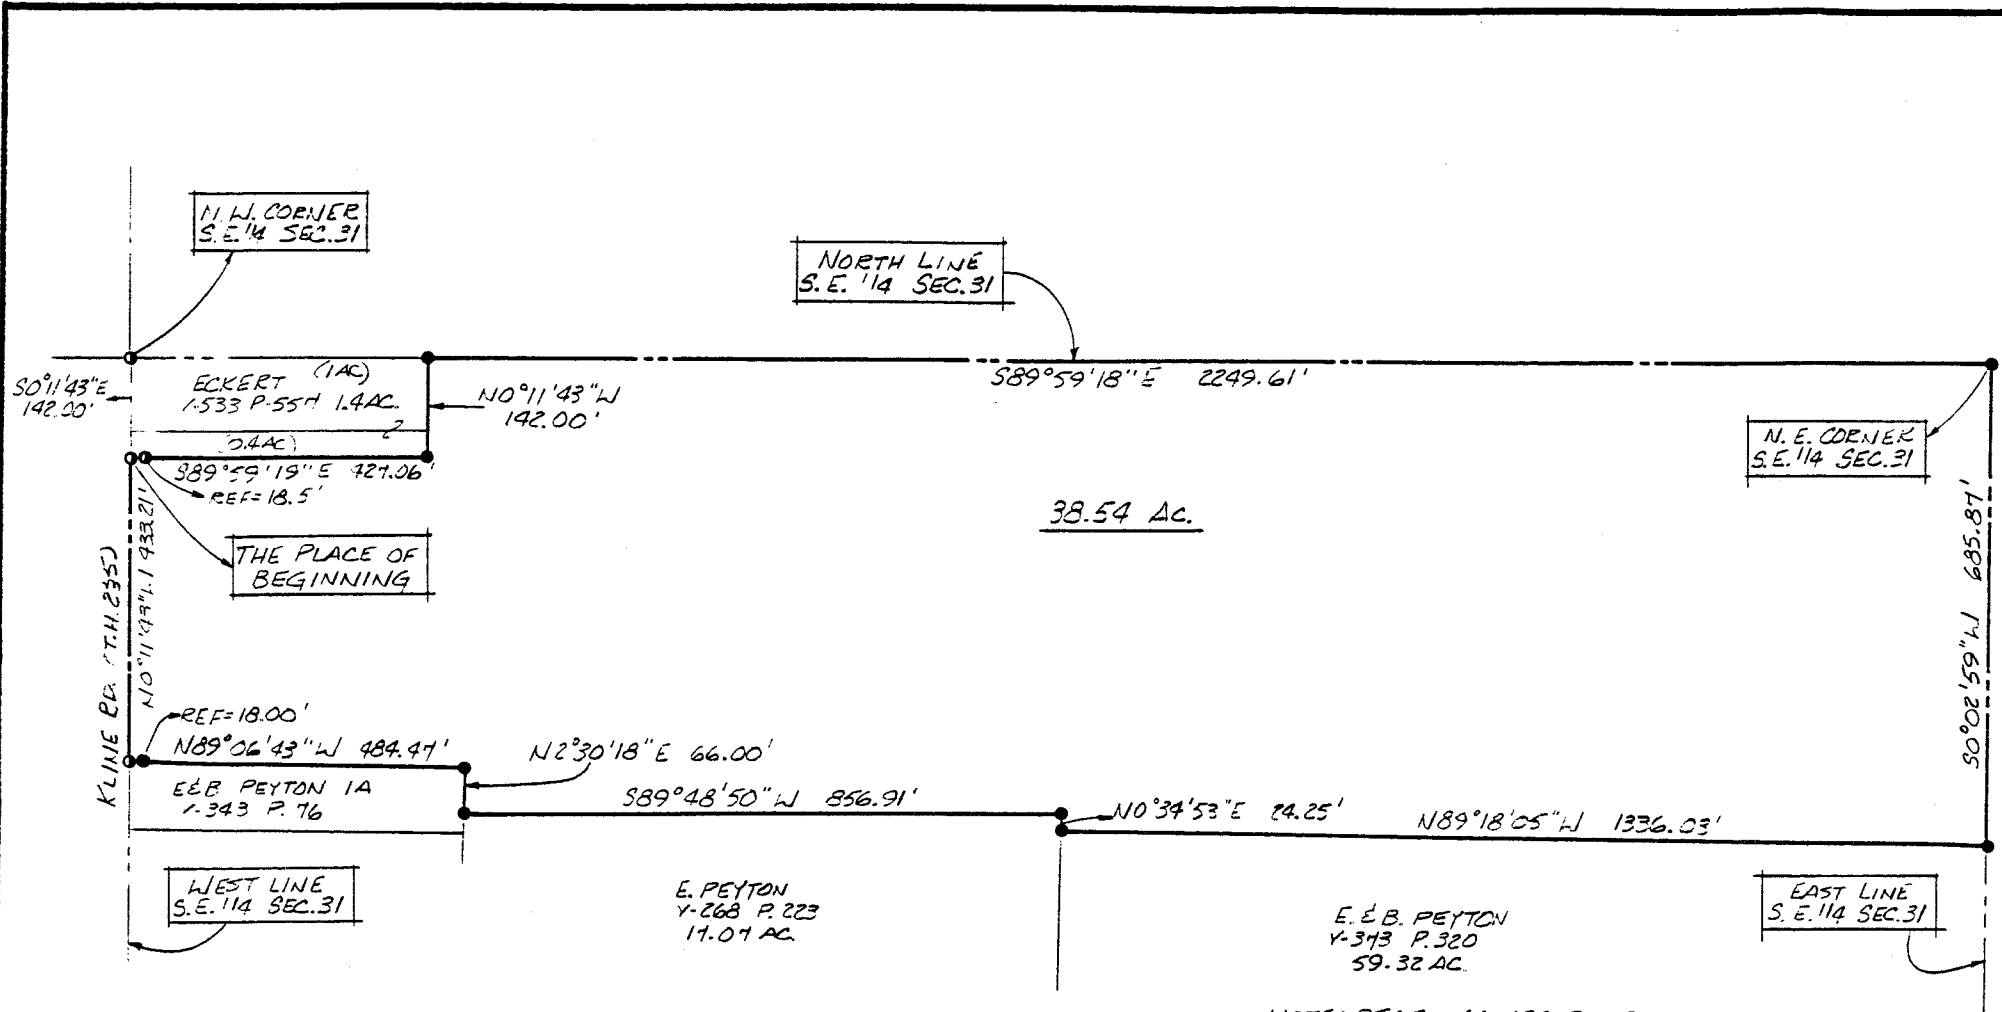 N.W. CORNER
S.E. 1/4 SEC.31
NORTH LINE
S.E. 1/4 SEC.31
S0°11'43"E
142.00'
ECKERT (1AC)
P-557 1.4AC.
(0.4AC)
N0°11'43"W
142.00'
S89°59'18"E 2249.61'
N.E. CORNER
S.E. 1/4 SEC.31
S89°59'19"E 427.06'
REF=18.5'
38.54 AC.
THE PLACE OF
BEGINNING
KLINE RD. (T.H. 235)
N0°11'43"W 433.21'
S0°02'59"W 685.87'
REF=18.00'
N89°06'43"W 484.47'
N2°30'18"E 66.00'
E&B PEYTON 1A
V-343 P. 76
S89°48'50"W 856.91'
N0°34'53"E 24.25'
N89°18'05"W 1336.03'
WEST LINE
S.E. 1/4 SEC.31
E. PEYTON
V-268 P. 223
17.07 AC.
E. & B. PEYTON
V-343 P. 320
59.32 AC.
EAST LINE
S.E. 1/4 SEC.31